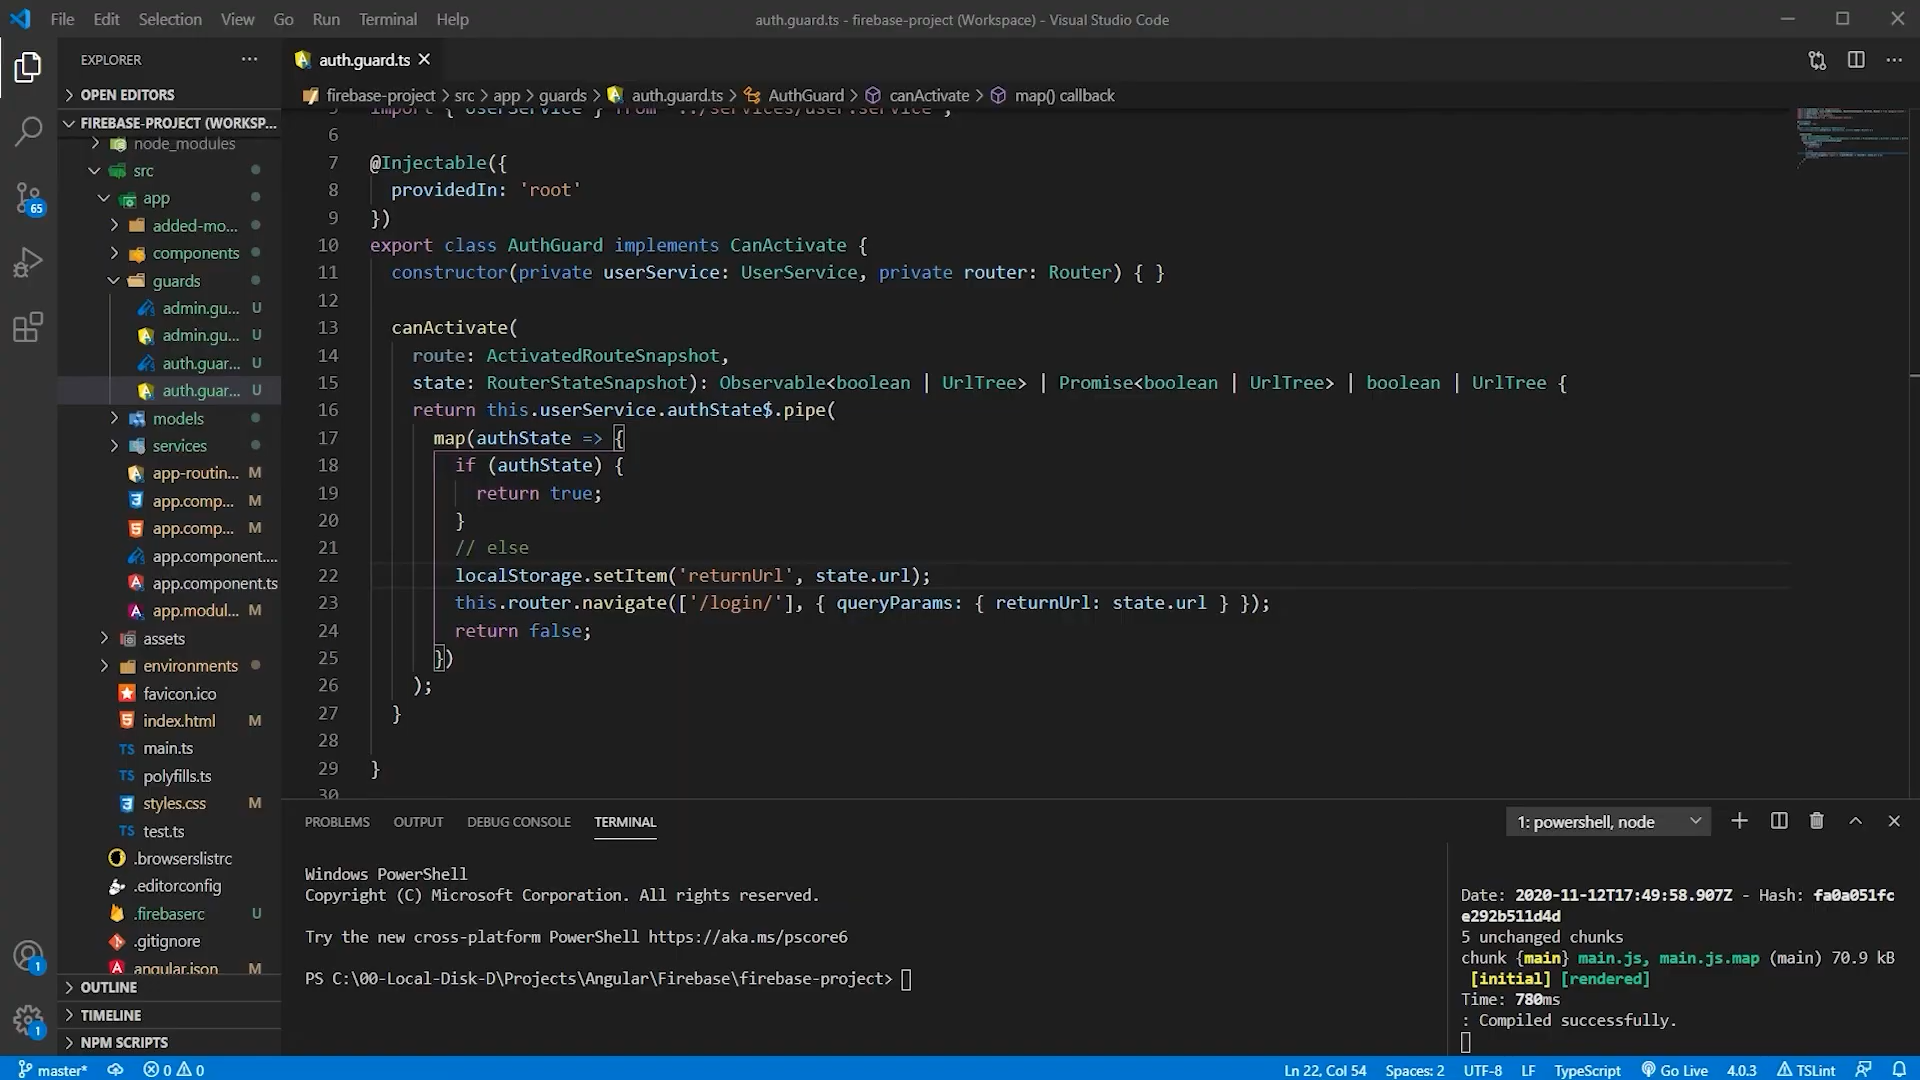 File Edit Selection View Go Run Terminal Help
auth.guard.ts - firebase-project (Workspace) - Visual Studio Code
EXPLORER
OPEN EDITORS
FIREBASE-PROJECT (WORKSP...
node_modules
src
app
added-mo...
components
guards
admin.gu... U
admin.gu... U
auth.guar... U
auth.guar... U
models
services
app-routin... M
app.comp... M
app.comp... M
app.component....
app.component.ts
app.modul... M
assets
environments
favicon.ico
index.html M
main.ts
polyfills.ts
styles.css M
test.ts
.browserslistrc
.editorconfig
.firebaserc U
.gitignore
angular.json M
OUTLINE
TIMELINE
NPM SCRIPTS
65
1
1
auth.guard.ts
firebase-project > src > app > guards > auth.guard.ts > AuthGuard > canActivate > map() callback
5 import { UserService } from '../services/user.service';
6
7 @Injectable({
8 providedIn: 'root'
9 })
10 export class AuthGuard implements CanActivate {
11 constructor(private userService: UserService, private router: Router) { }
12
13 canActivate(
14 route: ActivatedRouteSnapshot,
15 state: RouterStateSnapshot): Observable<boolean | UrlTree> | Promise<boolean | UrlTree> | boolean | UrlTree {
16 return this.userService.authState$.pipe(
17 map(authState => {
18 if (authState) {
19 return true;
20 }
21 // else
22 localStorage.setItem('returnUrl', state.url);
23 this.router.navigate(['/login/'], { queryParams: { returnUrl: state.url } });
24 return false;
25 })
26 );
27 }
28
29 }
30
PROBLEMS OUTPUT DEBUG CONSOLE TERMINAL
1: powershell, node
Windows PowerShell
Copyright (C) Microsoft Corporation. All rights reserved.
Try the new cross-platform PowerShell https://aka.ms/pscore6
PS C:\00-Local-Disk-D\Projects\Angular\Firebase\firebase-project>
Date: 2020-11-12T17:49:58.907Z - Hash: fa0a051fc
e292b511d4d
5 unchanged chunks
chunk {main} main.js, main.js.map (main) 70.9 kB
[initial] [rendered]
Time: 780ms
: Compiled successfully.
master* 0 0 Ln 22, Col 54 Spaces: 2 UTF-8 LF TypeScript Go Live 4.0.3 TSLint